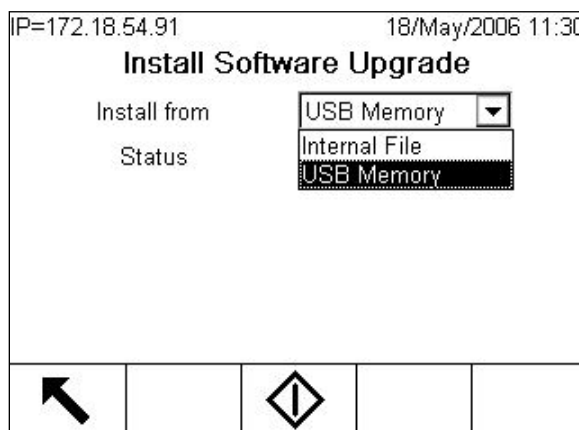 IP=172.18.54.91 18/May/2006 11:30
Install Software Upgrade
Install from USB Memory
Status Internal File
USB Memory